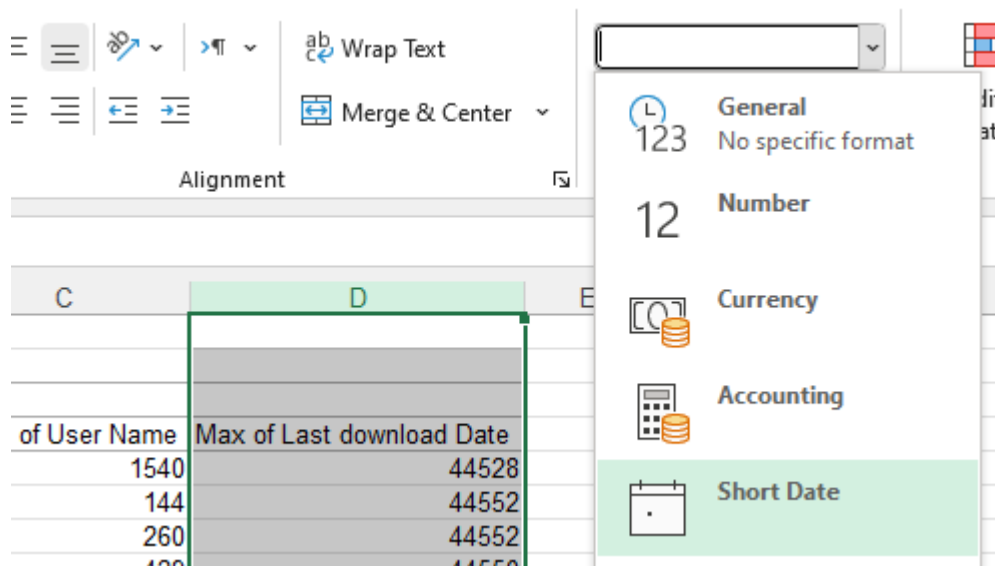 Wrap Text
Merge & Center
Alignment
General
No specific format
Number
Currency
Accounting
Short Date
123
12
C D E
of User Name Max of Last download Date
1540 44528
144 44552
260 44552